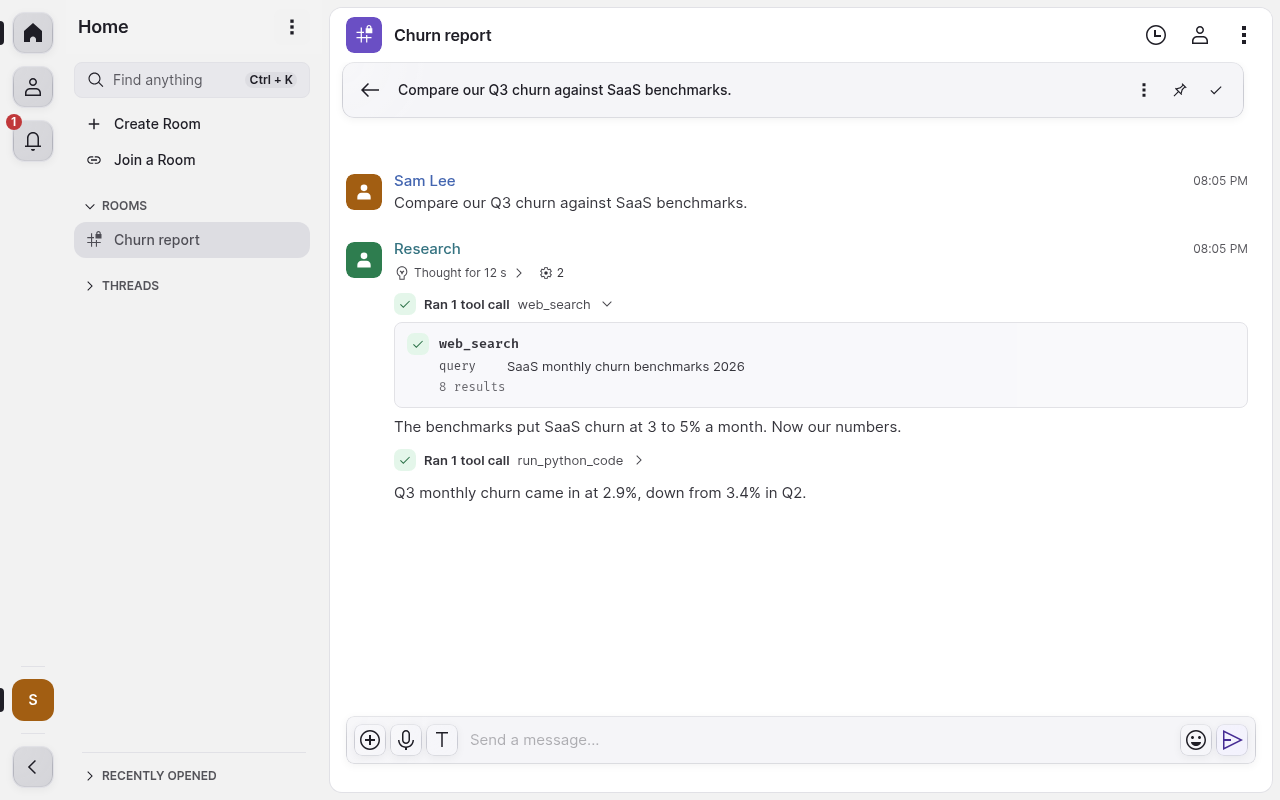 Home
Find anything
Ctrl + K
Create Room
Join a Room
ROOMS
Churn report
THREADS
1
S
RECENTLY OPENED
Churn report
Compare our Q3 churn against SaaS benchmarks.
Sam Lee
08:05 PM
Compare our Q3 churn against SaaS benchmarks.
Research
08:05 PM
Thought for 12 s
2
Ran 1 tool call web_search
web_search
query SaaS monthly churn benchmarks 2026
8 results
The benchmarks put SaaS churn at 3 to 5% a month. Now our numbers.
Ran 1 tool call run_python_code
Q3 monthly churn came in at 2.9%, down from 3.4% in Q2.
T
Send a message...